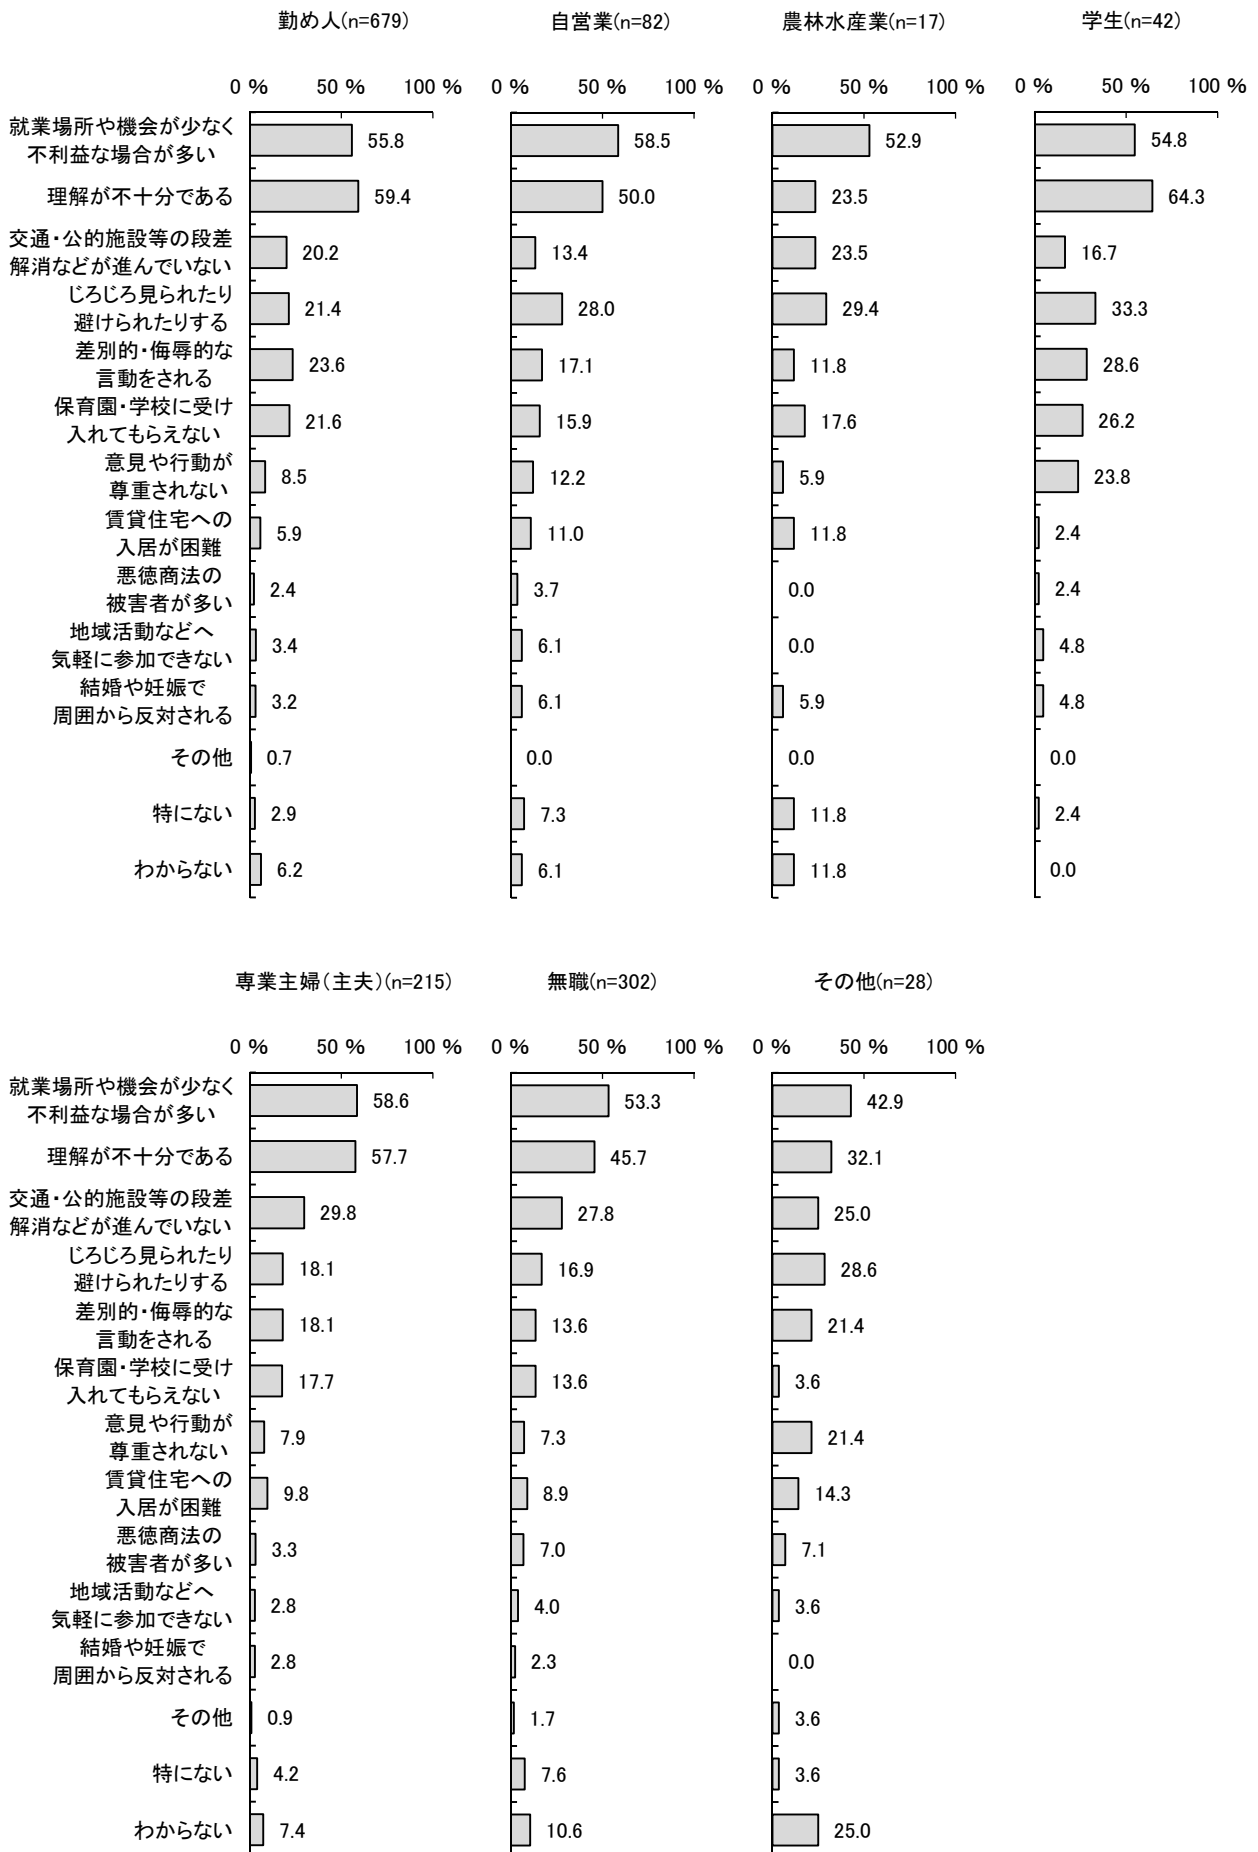 勤め人(n=679) 自営業(n=82) 農林水産業(n=17) 学生(n=42)
0 % 50 % 100 % 0 % 50 % 100 % 0 % 50 % 100 % 0 % 50 % 100 %
就業場所や機会が少なく
不利益な場合が多い 55.8 58.5 52.9 54.8
理解が不十分である 59.4 50.0 23.5 64.3
交通・公的施設等の段差
解消などが進んでいない 20.2 13.4 23.5 16.7
じろじろ見られたり
避けられたりする 21.4 28.0 29.4 33.3
差別的・侮辱的な
言動をされる 23.6 17.1 11.8 28.6
保育園・学校に受け
入れてもらえない 21.6 15.9 17.6 26.2
意見や行動が
尊重されない 8.5 12.2 5.9 23.8
賃貸住宅への
入居が困難 5.9 11.0 11.8 2.4
悪徳商法の
被害者が多い 2.4 3.7 0.0 2.4
地域活動などへ
気軽に参加できない 3.4 6.1 0.0 4.8
結婚や妊娠で
周囲から反対される 3.2 6.1 5.9 4.8
その他 0.7 0.0 0.0 0.0
特にない 2.9 7.3 11.8 2.4
わからない 6.2 6.1 11.8 0.0
専業主婦(主夫)(n=215) 無職(n=302) その他(n=28)
0 % 50 % 100 % 0 % 50 % 100 % 0 % 50 % 100 %
就業場所や機会が少なく
不利益な場合が多い 58.6 53.3 42.9
理解が不十分である 57.7 45.7 32.1
交通・公的施設等の段差
解消などが進んでいない 29.8 27.8 25.0
じろじろ見られたり
避けられたりする 18.1 16.9 28.6
差別的・侮辱的な
言動をされる 18.1 13.6 21.4
保育園・学校に受け
入れてもらえない 17.7 13.6 3.6
意見や行動が
尊重されない 7.9 7.3 21.4
賃貸住宅への
入居が困難 9.8 8.9 14.3
悪徳商法の
被害者が多い 3.3 7.0 7.1
地域活動などへ
気軽に参加できない 2.8 4.0 3.6
結婚や妊娠で
周囲から反対される 2.8 2.3 0.0
その他 0.9 1.7 3.6
特にない 4.2 7.6 3.6
わからない 7.4 10.6 25.0